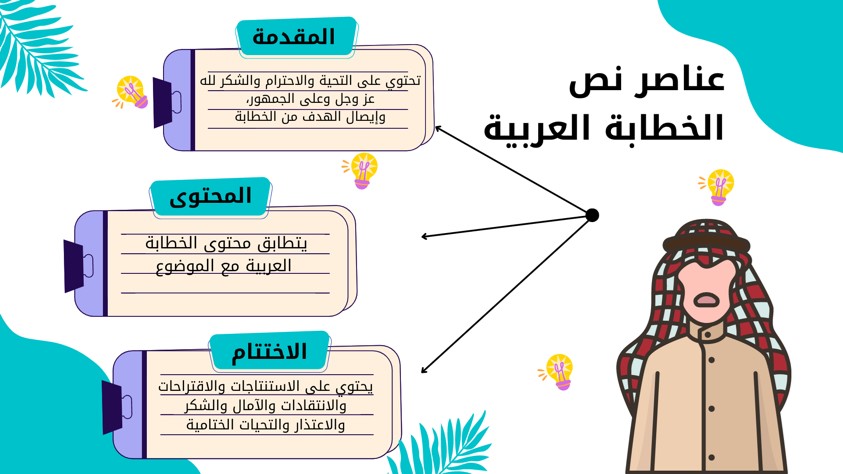 عناصر نص
الخطابة العربية
المقدمة
تحتوي على التحية والاحترام والشكر لله
عز وجل وعلى الجمهور،
وإيصال الهدف من الخطابة
المحتوى
يتطابق محتوى الخطابة
العربية مع الموضوع
الاختتام
يحتوي على الاستنتاجات والاقتراحات
والانتقادات والآمال والشكر
والاعتذار والتحيات الختامية